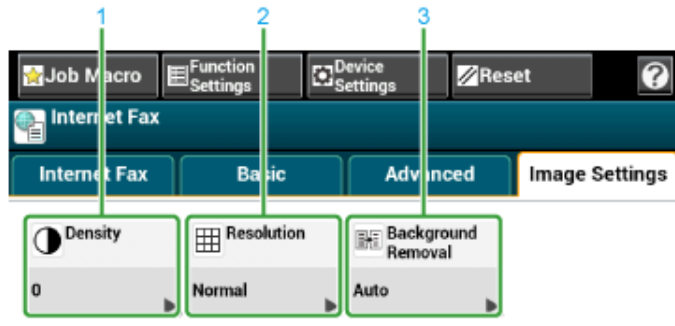 1 2 3
Job Macro Function Settings Device Settings Reset ?
Internet Fax
Internet Fax Basic Advanced Image Settings
Density Resolution Background Removal
0 Normal Auto